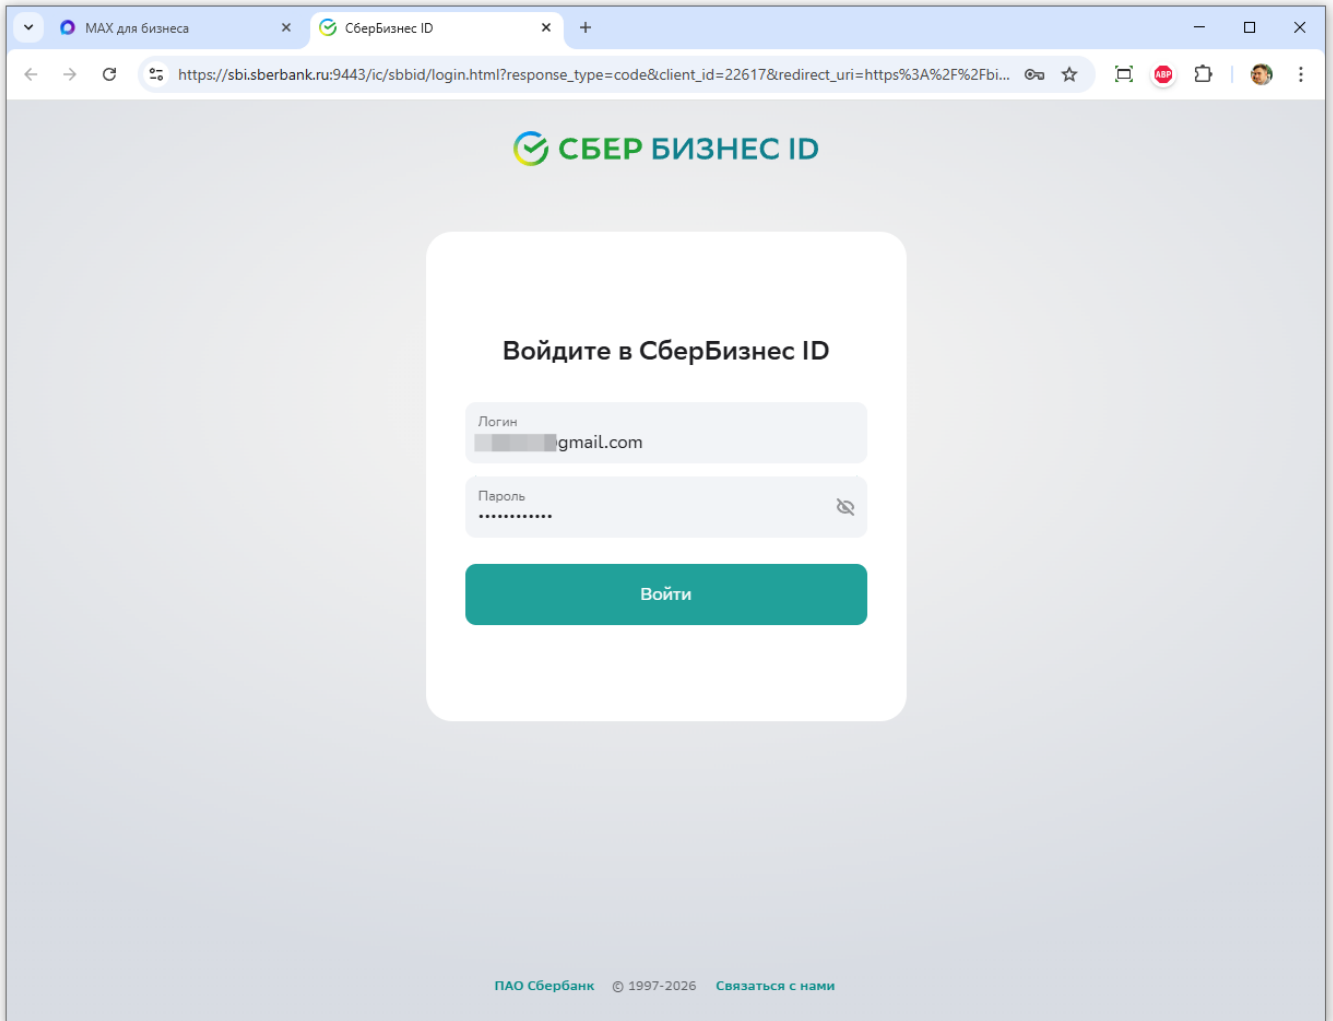 MAX для бизнеса
СберБизнес ID
https://sbi.sberbank.ru:9443/ic/sbbid/login.html?response_type=code&client_id=22617&redirect_uri=https%3A%2F%2Fbi...
ABP
СБЕР БИЗНЕС ID
Войдите в СберБизнес ID
Логин
gmail.com
Пароль
Войти
ПАО Сбербанк © 1997-2026 Связаться с нами